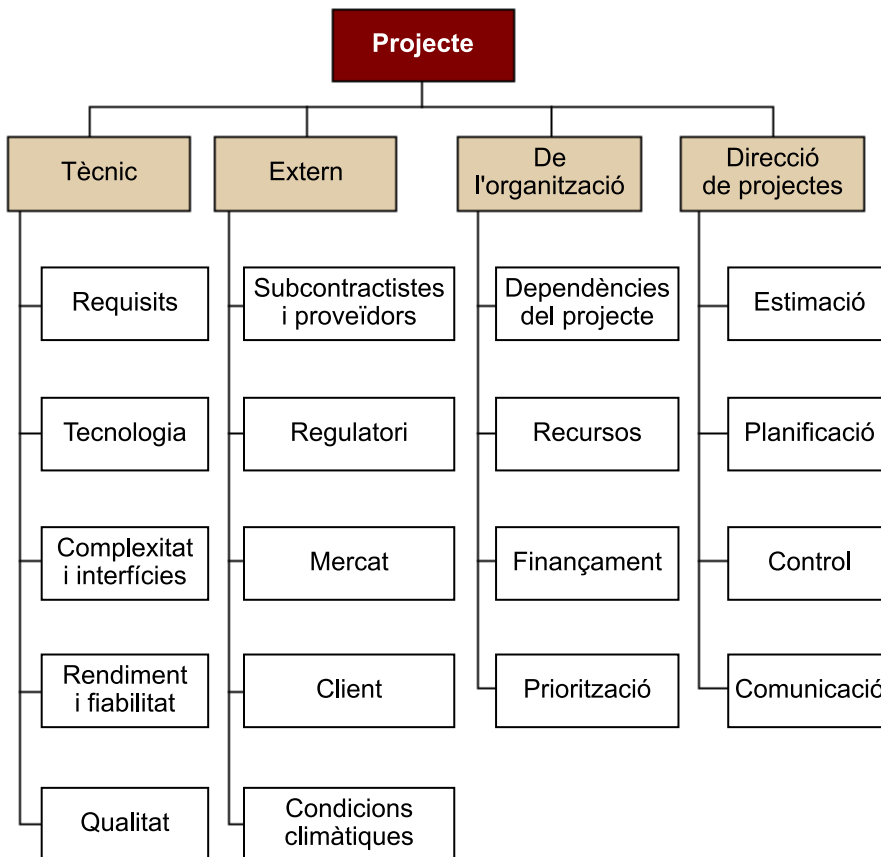 Projecte
Tècnic
Extern
De
l'organització
Direcció
de projectes
Requisits
Subcontractistes
i proveïdors
Dependències
del projecte
Estimació
Tecnologia
Regulatori
Recursos
Planificació
Complexitat
i interfícies
Mercat
Finançament
Control
Rendiment
i fiabilitat
Client
Priorització
Comunicació
Qualitat
Condicions
climàtiques